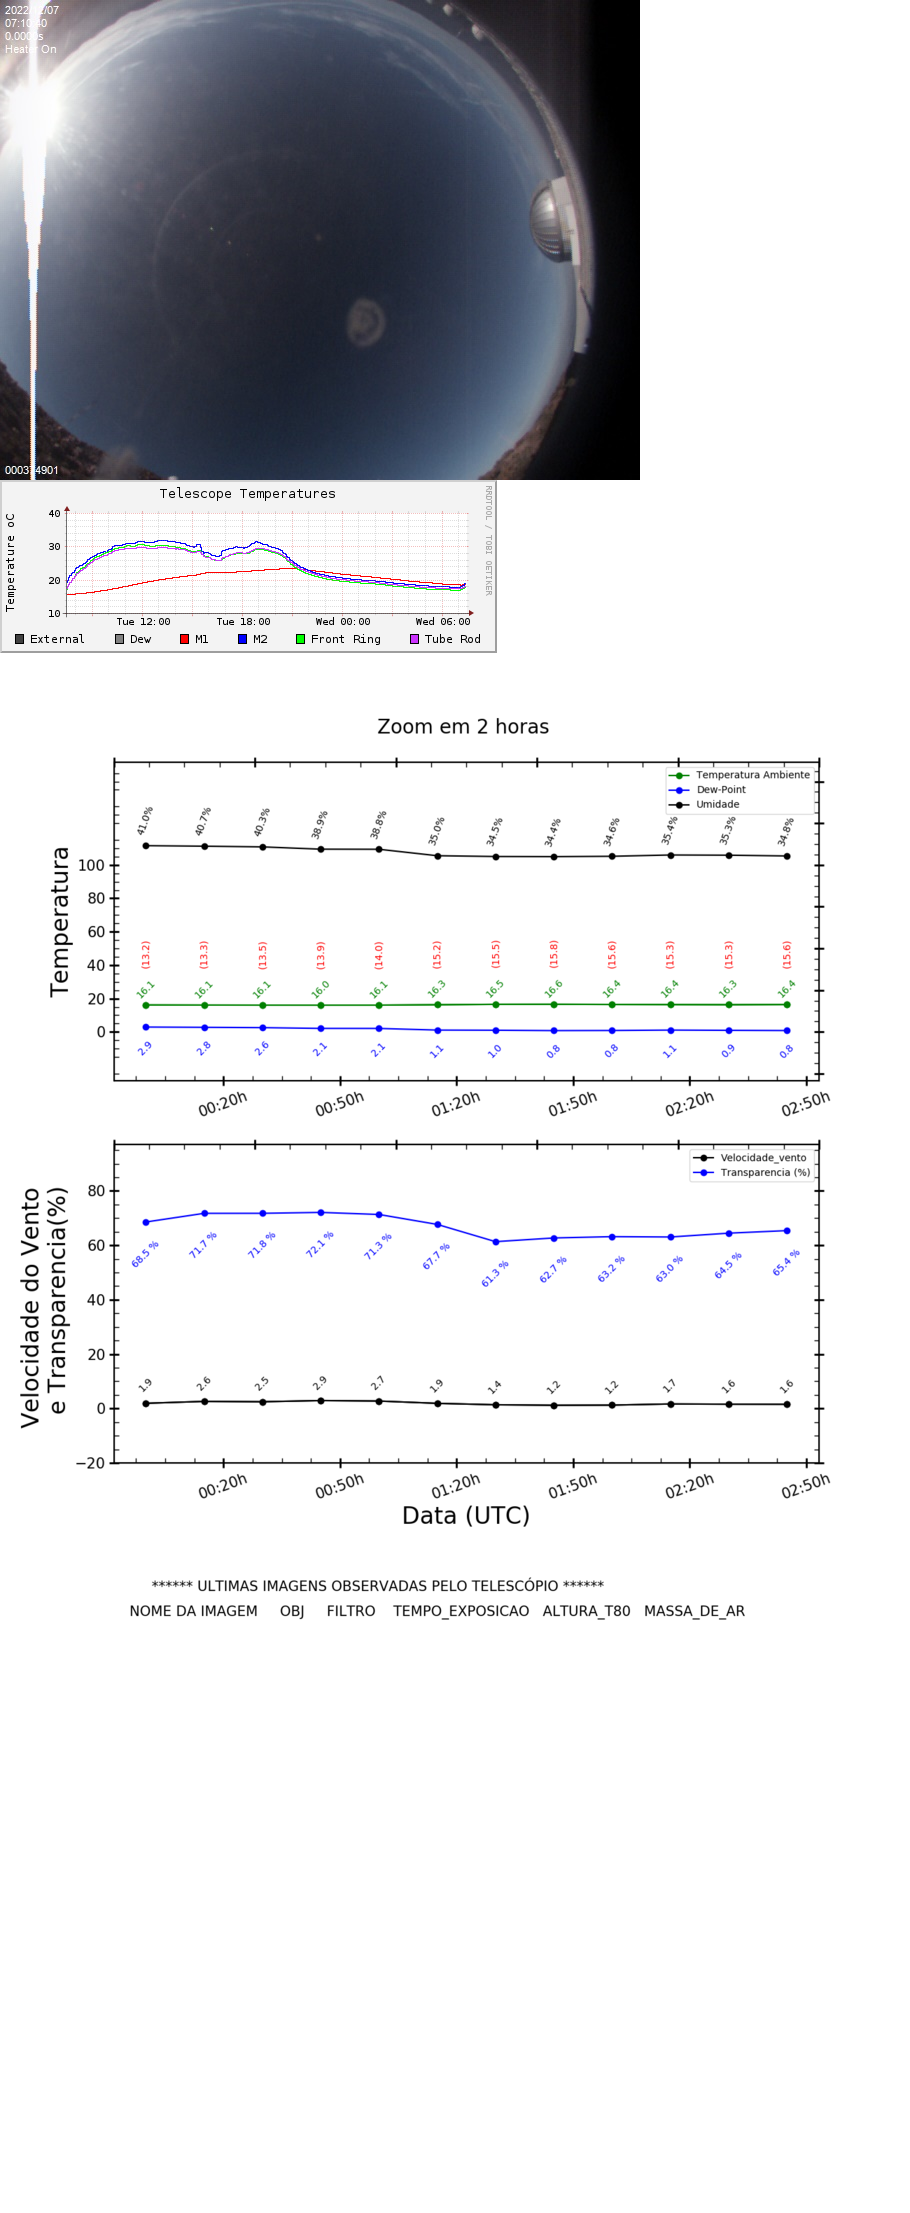 07:10:40
Heater On
Telescope Temperatures
RRDTOOL / TOBI OETIKER
Temperature oC
40
30
20
10
Tue 12:00 Tue 18:00 Wed 00:00 Wed 06:00
External Dew M1 M2 Front Ring Tube Rod
Zoom em 2 horas
Temperatura Ambiente
Dew-Point
Umidade
41.0% 40.7% 40.3% 38.9% 38.8% 35.0% 34.5% 34.4% 34.6% 35.4% 35.3% 34.8%
Temperatura
100
80
60
40
20
0
(13.2) (13.3) (13.5) (13.9) (14.0) (15.2) (15.5) (15.8) (15.6) (15.3) (15.3) (15.6)
16.1 16.1 16.1 16.0 16.1 16.3 16.5 16.6 16.4 16.4 16.3 16.4
2.9 2.8 2.6 2.1 2.1 1.1 1.0 0.8 0.8 1.1 0.9 0.8
00:20h 00:50h 01:20h 01:50h 02:20h 02:50h
Velocidade_vento
Transparencia (%)
Velocidade do Vento
e Transparencia(%)
80
60
40
20
0
−20
68.5 % 71.7 % 71.8 % 72.1 % 71.3 % 67.7 % 61.3 % 62.7 % 63.2 % 63.0 % 64.5 % 65.4 %
1.9 2.6 2.5 2.9 2.7 1.9 1.4 1.2 1.2 1.7 1.6 1.6
00:20h 00:50h 01:20h 01:50h 02:20h 02:50h
Data (UTC)
****** ULTIMAS IMAGENS OBSERVADAS PELO TELESCÓPIO ******
NOME DA IMAGEM OBJ FILTRO TEMPO_EXPOSICAO ALTURA_T80 MASSA_DE_AR